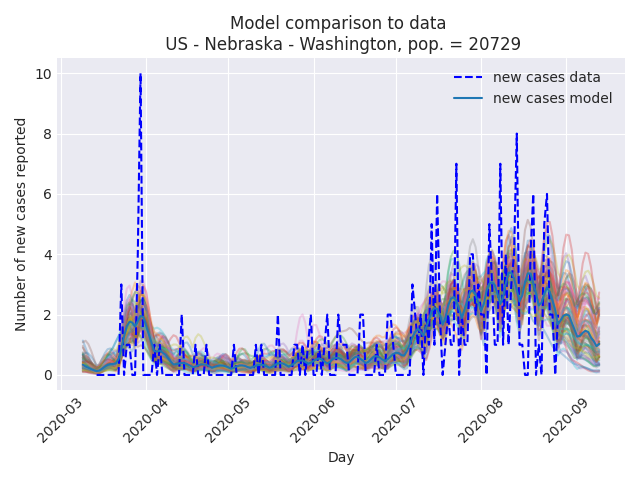 Model comparison to data
US - Nebraska - Washington, pop. = 20729
Number of new cases reported
10
8
6
4
2
0
new cases data
new cases model
2020-03
2020-04
2020-05
2020-06
2020-07
2020-08
2020-09
Day